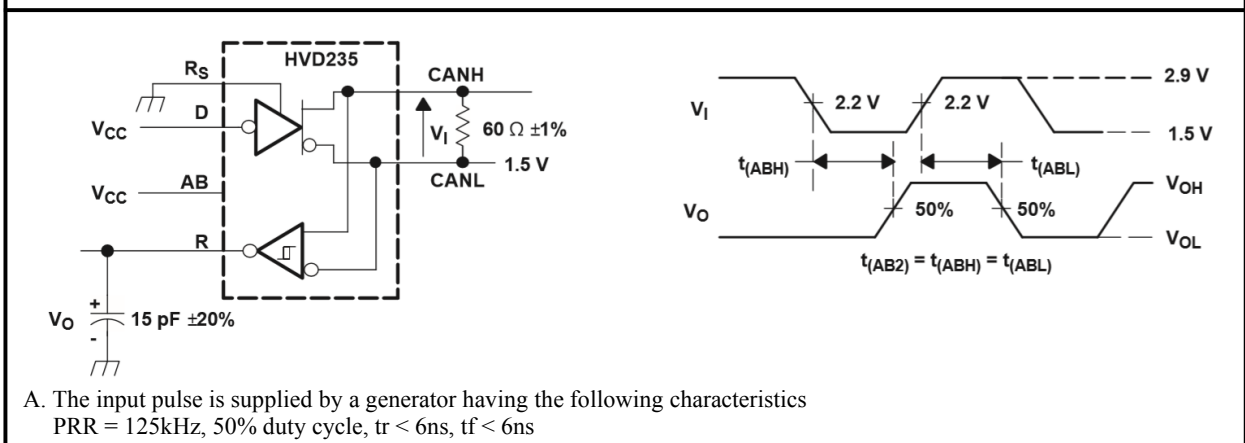 HVD235
RS
CANH
D
VCC
VI
60 Ω ±1%
1.5 V
CANL
VCC
AB
R
+
VO
15 pF ±20%
-
VI
2.2 V
2.2 V
2.9 V
1.5 V
t(ABH)
t(ABL)
VO
50%
50%
VOH
VOL
t(AB2) = t(ABH) = t(ABL)
A. The input pulse is supplied by a generator having the following characteristics
PRR = 125kHz, 50% duty cycle, tr < 6ns, tf < 6ns